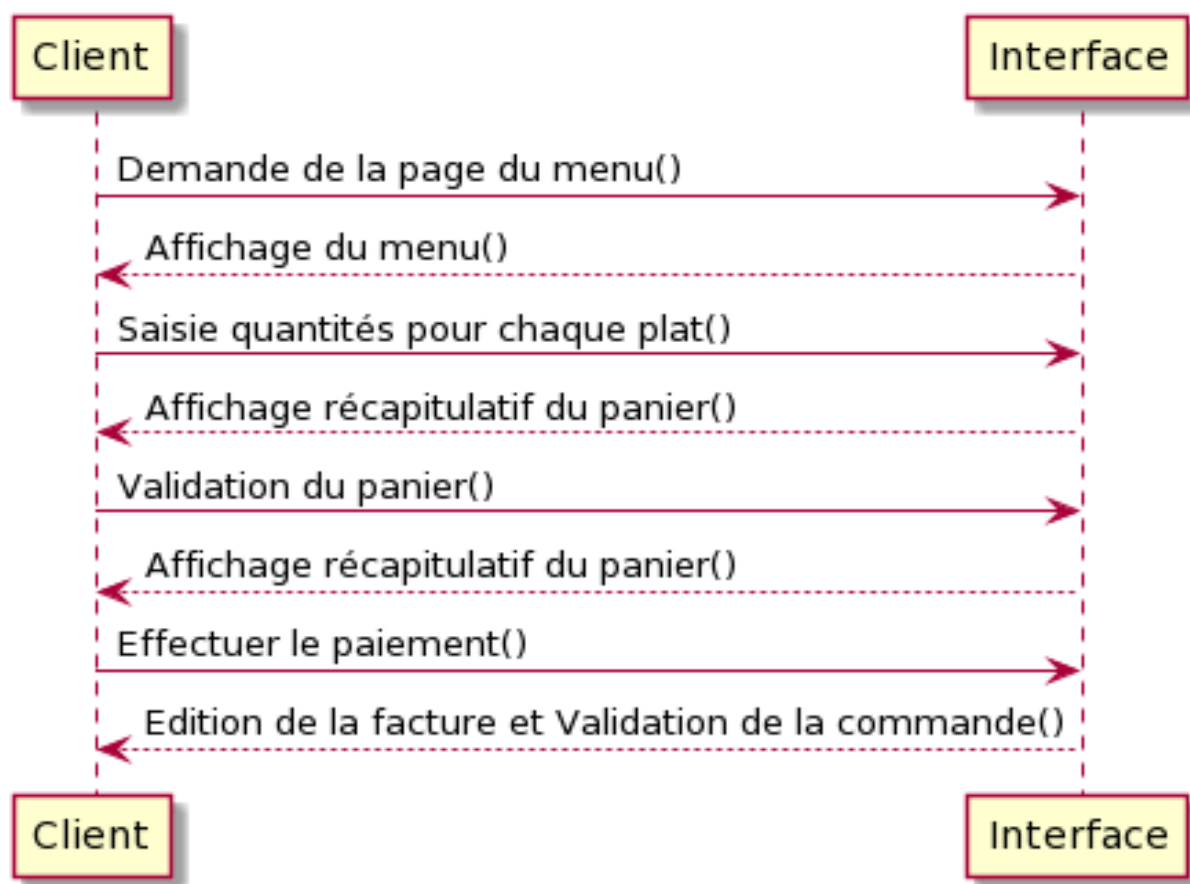 Client
Interface
Demande de la page du menu()
Affichage du menu()
Saisie quantités pour chaque plat()
Affichage récapitulatif du panier()
Validation du panier()
Affichage récapitulatif du panier()
Effectuer le paiement()
Edition de la facture et Validation de la commande()
Client
Interface